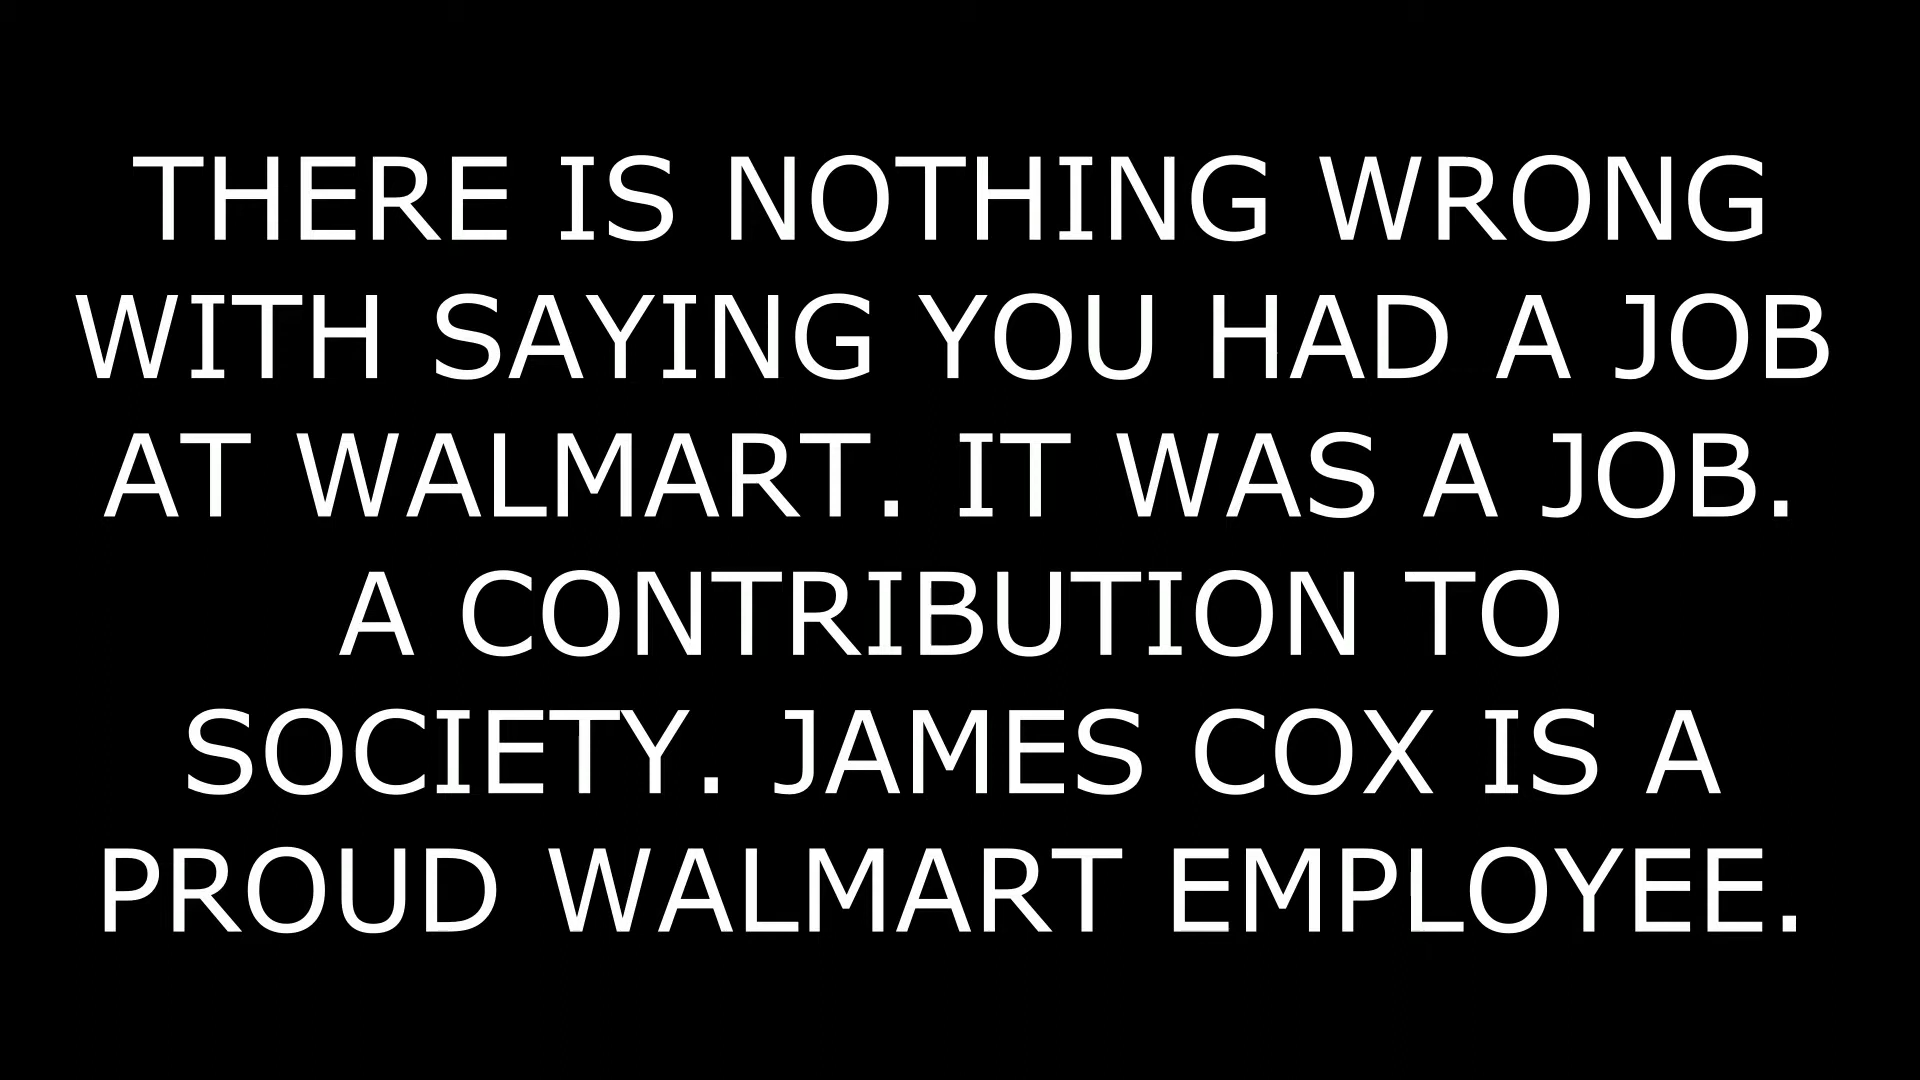 THERE IS NOTHING WRONG
WITH SAYING YOU HAD A JOB
AT WALMART. IT WAS A JOB.
A CONTRIBUTION TO
SOCIETY. JAMES COX IS A
PROUD WALMART EMPLOYEE.